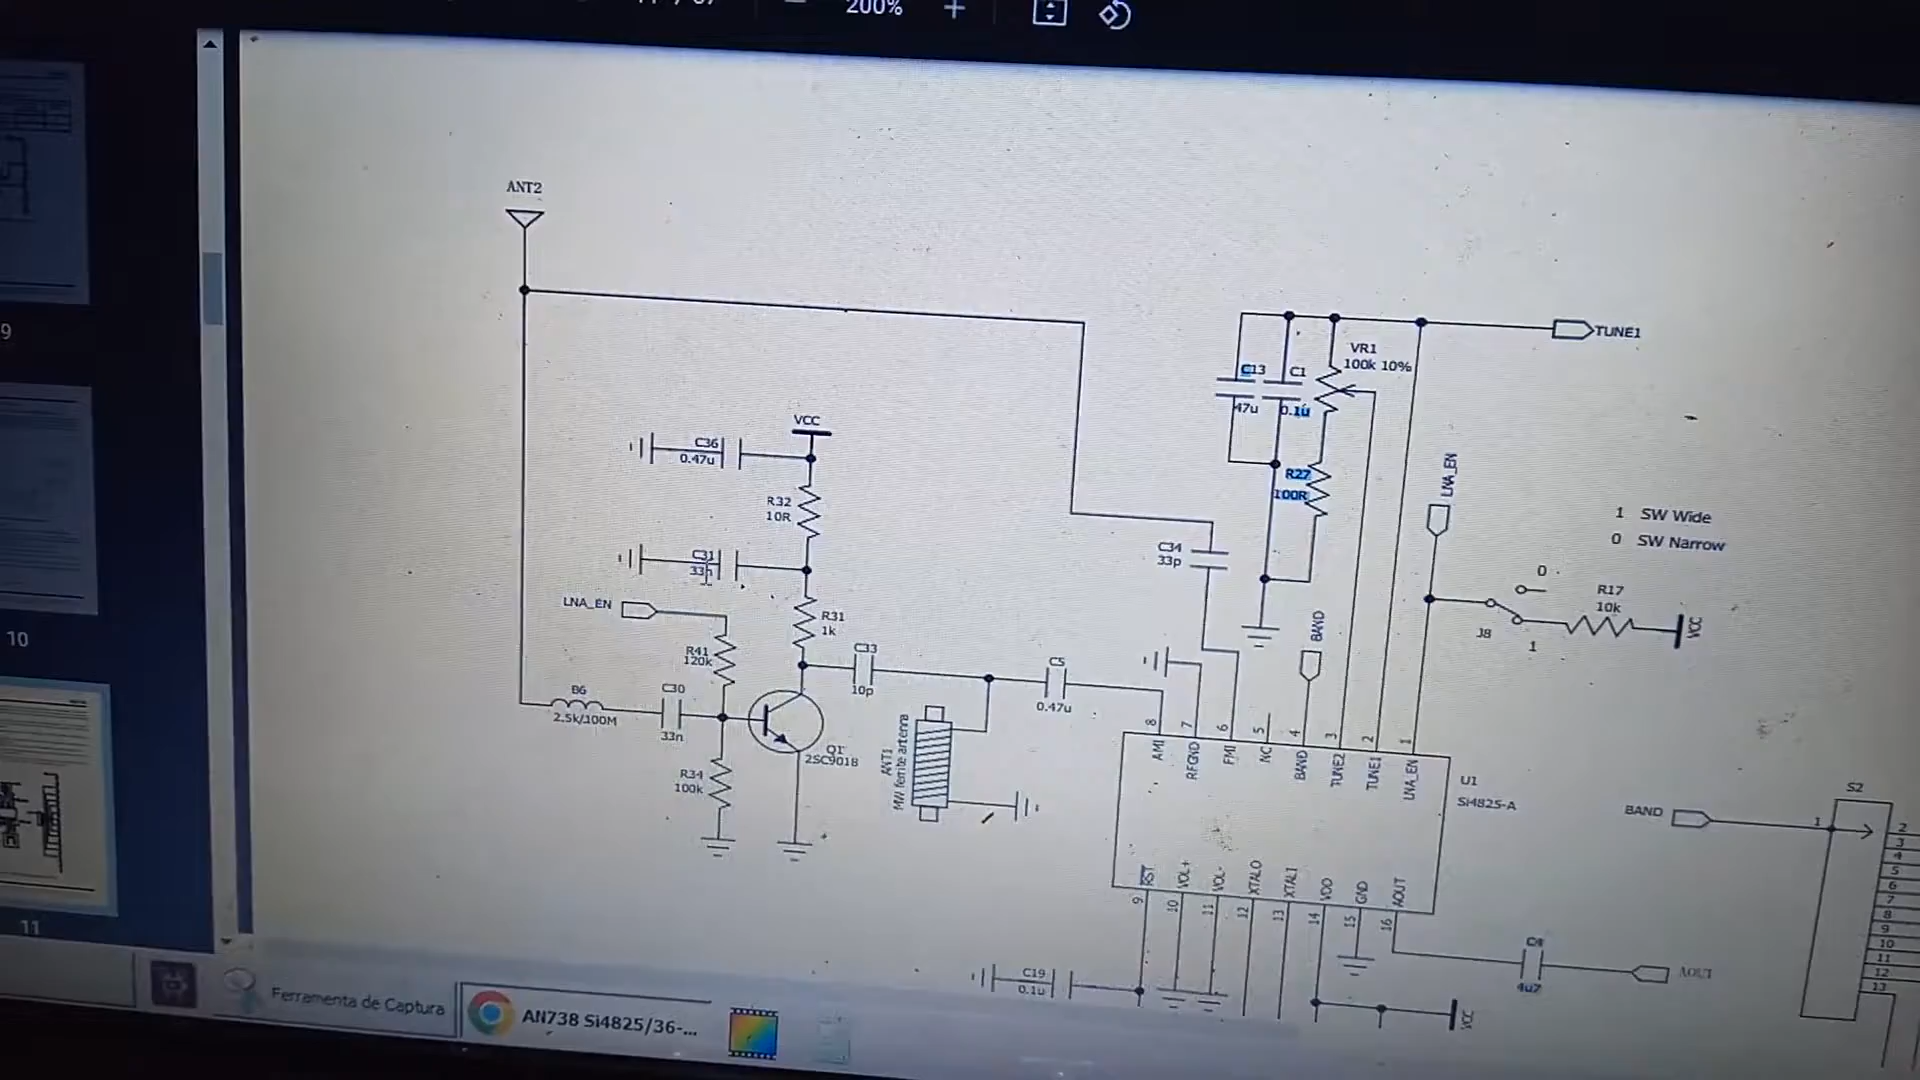 200%
ANT2
TUNE1
VR1
100k 10%
C13
C1
47u
0.1u
R27
100R
VCC
C36
0.47u
R32
10R
C31
33n
LNA_EN
R41
120k
R31
1k
C33
10p
B6
2.5k/100M
C30
33n
R34
100k
Q1
2SC9018
ANT1
MW ferrite antenna
C5
0.47u
C34
33p
BAND
LNA_EN
1 SW Wide
0 SW Narrow
0
R17
10k
J8
1
VCC
8
7
6
5
4
3
2
1
AMI
RFGND
FMI
NC
BAND
TUNE2
TUNE1
LNA_EN
U1
Si4825-A
RST
VOL+
VOL-
XTALO
XTALI
VDD
GND
AOUT
9
10
11
12
13
14
15
16
C19
0.1u
C4
4u7
AOUT
VCC
S2
BAND
1
2
3
4
5
6
7
8
9
10
11
12
13
9
10
11
Ferramenta de Captura
AN738 Si4825/36-...